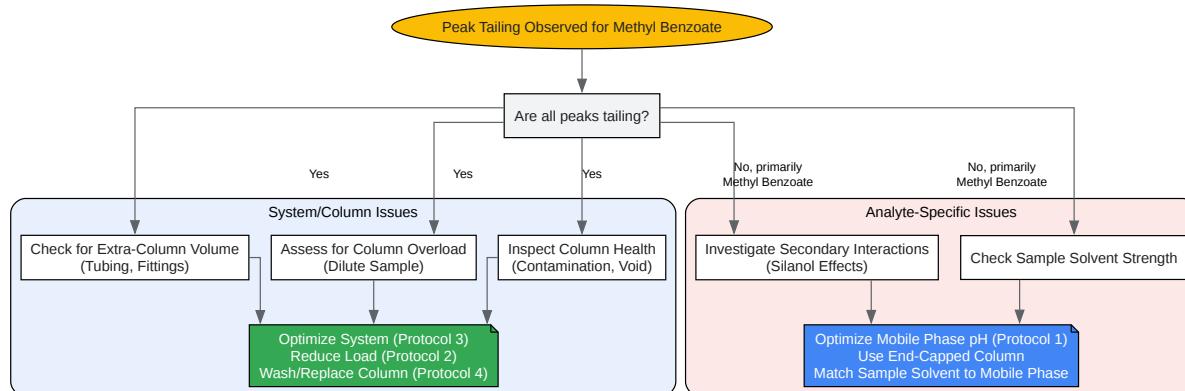 Peak Tailing Observed for Methyl Benzoate
Are all peaks tailing?
Yes
Yes
Yes
No, primarily
Methyl Benzoate
No, primarily
Methyl Benzoate
System/Column Issues
Check for Extra-Column Volume
(Tubing, Fittings)
Assess for Column Overload
(Dilute Sample)
Inspect Column Health
(Contamination, Void)
Optimize System (Protocol 3)
Reduce Load (Protocol 2)
Wash/Replace Column (Protocol 4)
Analyte-Specific Issues
Investigate Secondary Interactions
(Silanol Effects)
Check Sample Solvent Strength
Optimize Mobile Phase pH (Protocol 1)
Use End-Capped Column
Match Sample Solvent to Mobile Phase